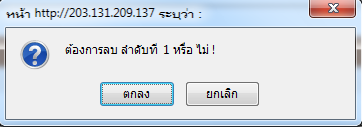 หน้า http://203.131.209.137 ระบุว่า :
ต้องการลบ ลำดับที่ 1 หรือ ไม่ !
ตกลง
ยกเลิก